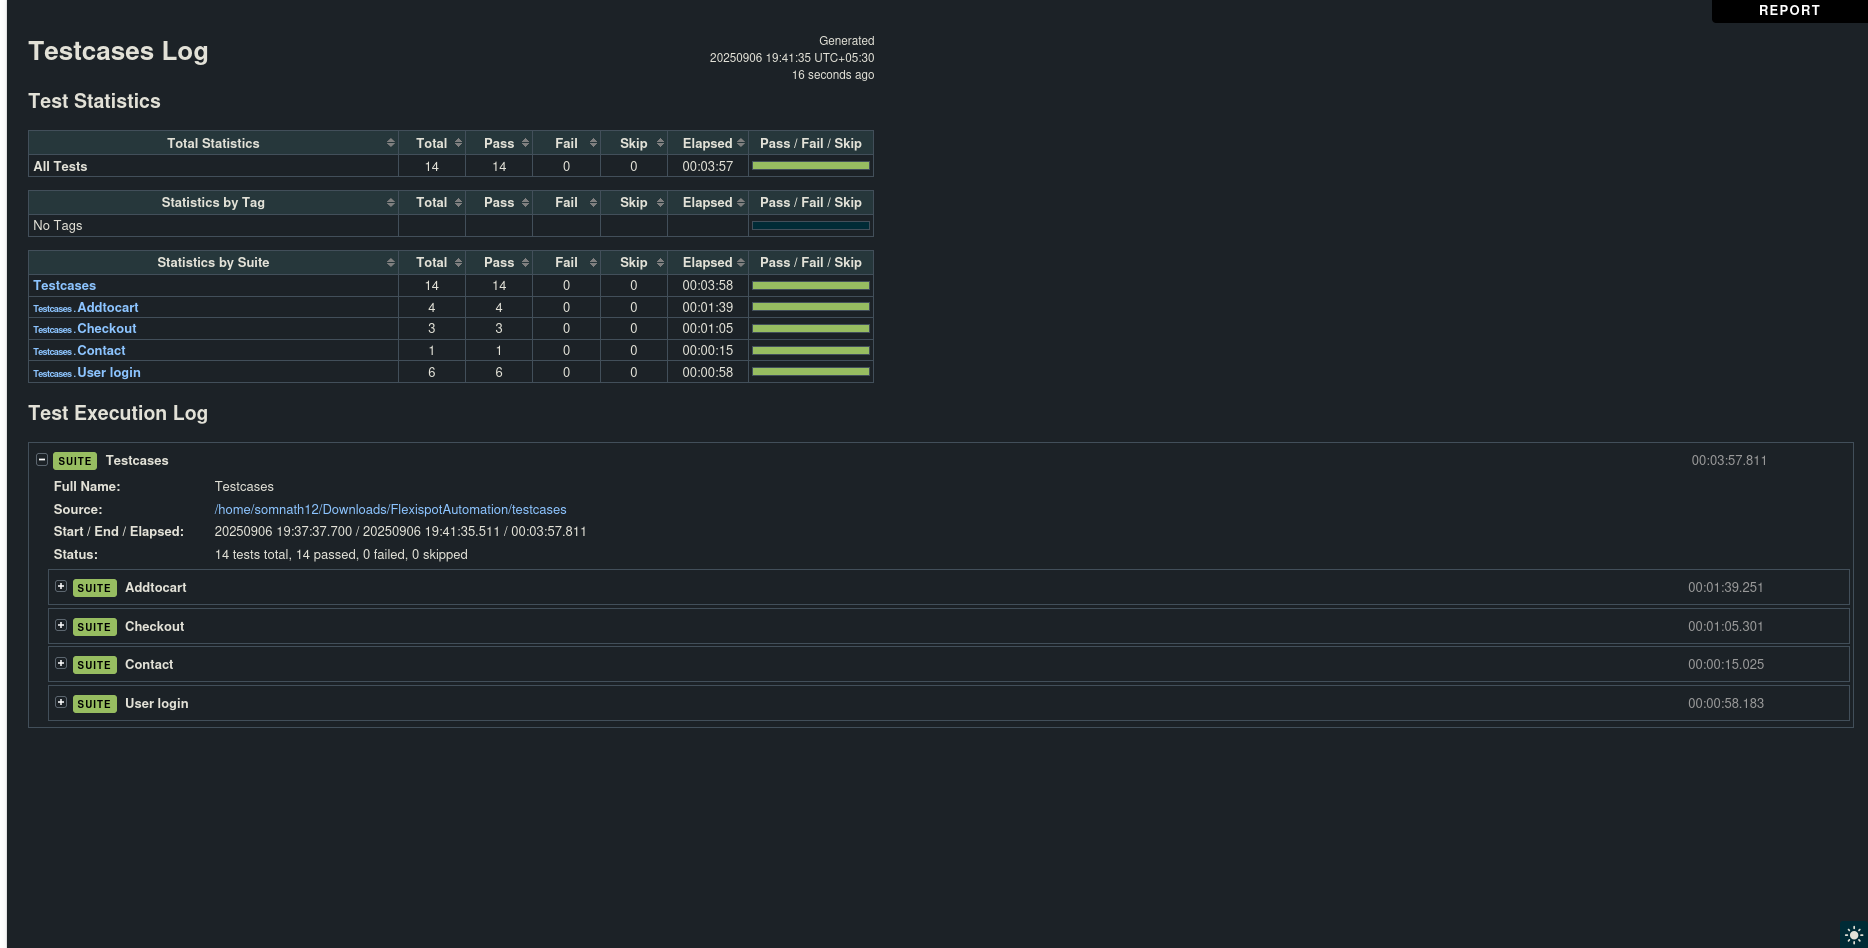 REPORT
Testcases Log
Generated
20250906 19:41:35 UTC+05:30
16 seconds ago
Test Statistics
Total Statistics Total Pass Fail Skip Elapsed Pass / Fail / Skip
All Tests 14 14 0 0 00:03:57
Statistics by Tag Total Pass Fail Skip Elapsed Pass / Fail / Skip
No Tags
Statistics by Suite Total Pass Fail Skip Elapsed Pass / Fail / Skip
Testcases 14 14 0 0 00:03:58
Testcases . Addtocart 4 4 0 0 00:01:39
Testcases . Checkout 3 3 0 0 00:01:05
Testcases . Contact 1 1 0 0 00:00:15
Testcases . User login 6 6 0 0 00:00:58
Test Execution Log
SUITE Testcases 00:03:57.811
Full Name: Testcases
Source: /home/somnath12/Downloads/FlexispotAutomation/testcases
Start / End / Elapsed: 20250906 19:37:37.700 / 20250906 19:41:35.511 / 00:03:57.811
Status: 14 tests total, 14 passed, 0 failed, 0 skipped
SUITE Addtocart 00:01:39.251
SUITE Checkout 00:01:05.301
SUITE Contact 00:00:15.025
SUITE User login 00:00:58.183